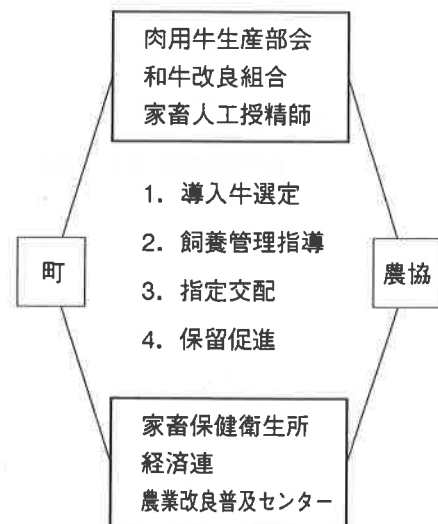 肉用牛生産部会
和牛改良組合
家畜人工授精師
1. 導入牛選定
2. 飼養管理指導
3. 指定交配
4. 保留促進
町
農協
家畜保健衛生所
経済連
農業改良普及センター